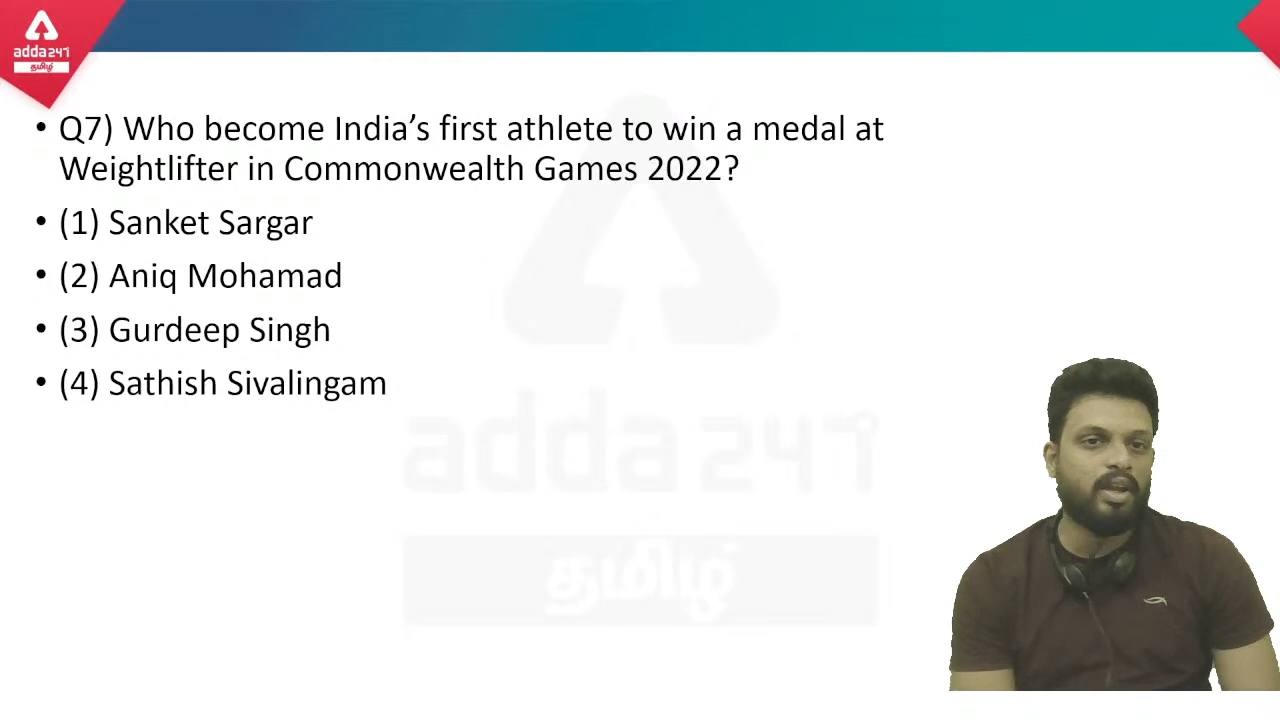 adda247
தமிழ்
• Q7) Who become India’s first athlete to win a medal at
Weightlifter in Commonwealth Games 2022?
• (1) Sanket Sargar
• (2) Aniq Mohamad
• (3) Gurdeep Singh
• (4) Sathish Sivalingam
adda247
தமிழ்